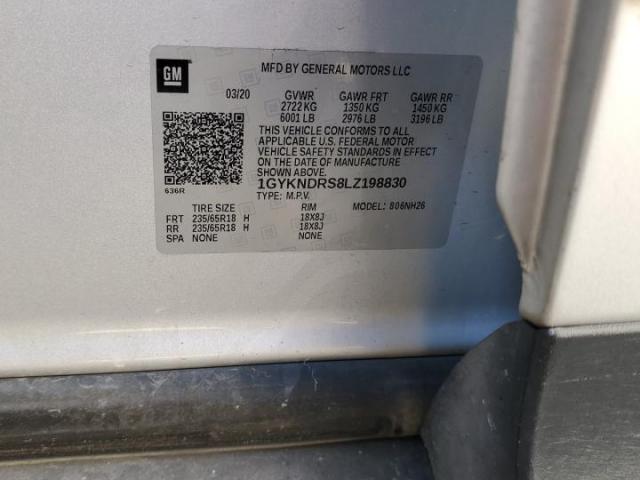 GM
MFD BY GENERAL MOTORS LLC
03/20 GVWR GAWR FRT GAWR RR
2722 KG 1350 KG 1450 KG
6001 LB 2976 LB 3196 LB
THIS VEHICLE CONFORMS TO ALL
APPLICABLE U.S. FEDERAL MOTOR
VEHICLE SAFETY STANDARDS IN EFFECT
ON THE DATE OF MANUFACTURE
SHOWN ABOVE.
636R
1GYKNDRS8LZ198830
TYPE: M.P.V.
TIRE SIZE RIM MODEL: 806NH26
FRT 235/65R18 H 18X8J
RR 235/65R18 H 18X8J
SPA NONE NONE